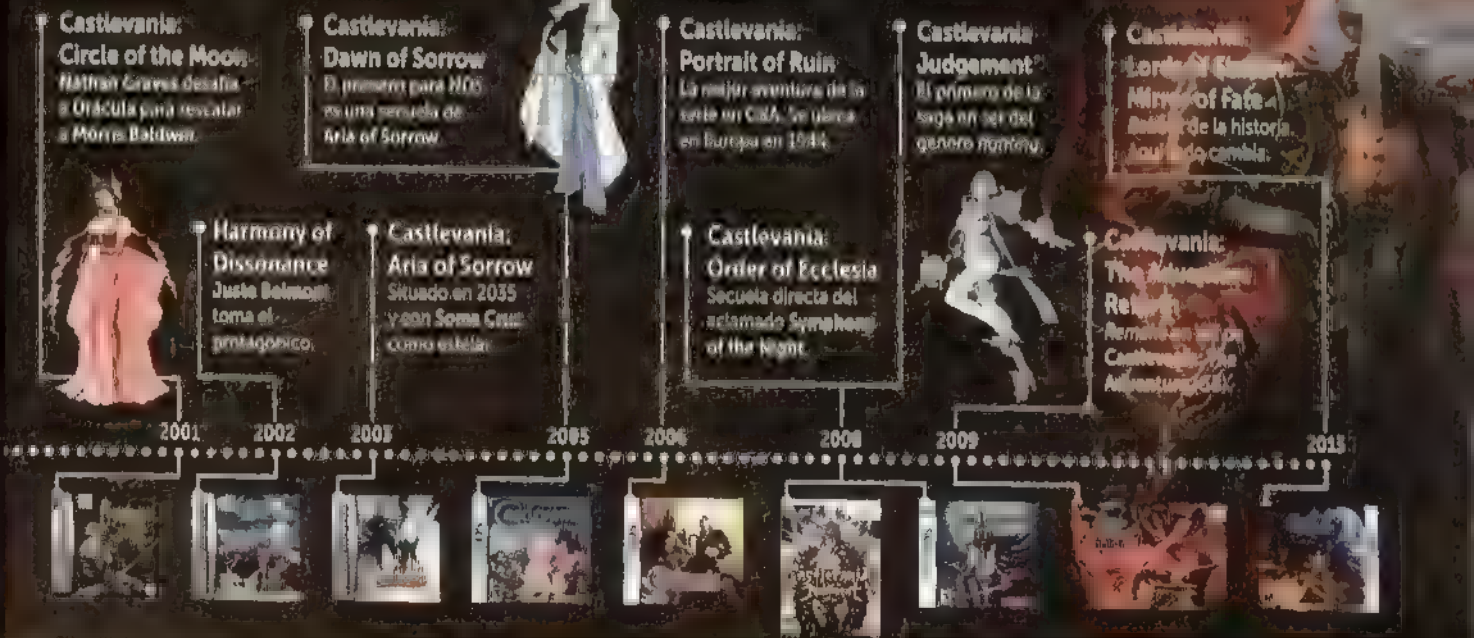 Castlevania:
Circle of the Moon
Nathan Graves desafía
a Drácula para rescatar
a Morris Baldwin.
Castlevania:
Dawn of Sorrow
El primero para NDS
es una secuela de
Aria of Sorrow
Castlevania:
Portrait of Ruin
La mejor aventura de la
serie en Se ubica
en Europa en 1944.
Castlevania
Judgement
El primero de la
saga en ser del
género
Castlevania:
Lords of
Mirror of Fate
de la historia.
cambia.
Harmony of
Dissonance
Juste Belmont
toma el
protagónico.
Castlevania:
Aria of Sorrow
Situado en 2035
y con Soma Cruz
como estelar.
Castlevania:
Order of Ecclesia
Secuela directa del
aclamado Symphony
of the Night.
Castlevania:
The Adventure
2001
2002
2003
2005
2006
2008
2009
2013